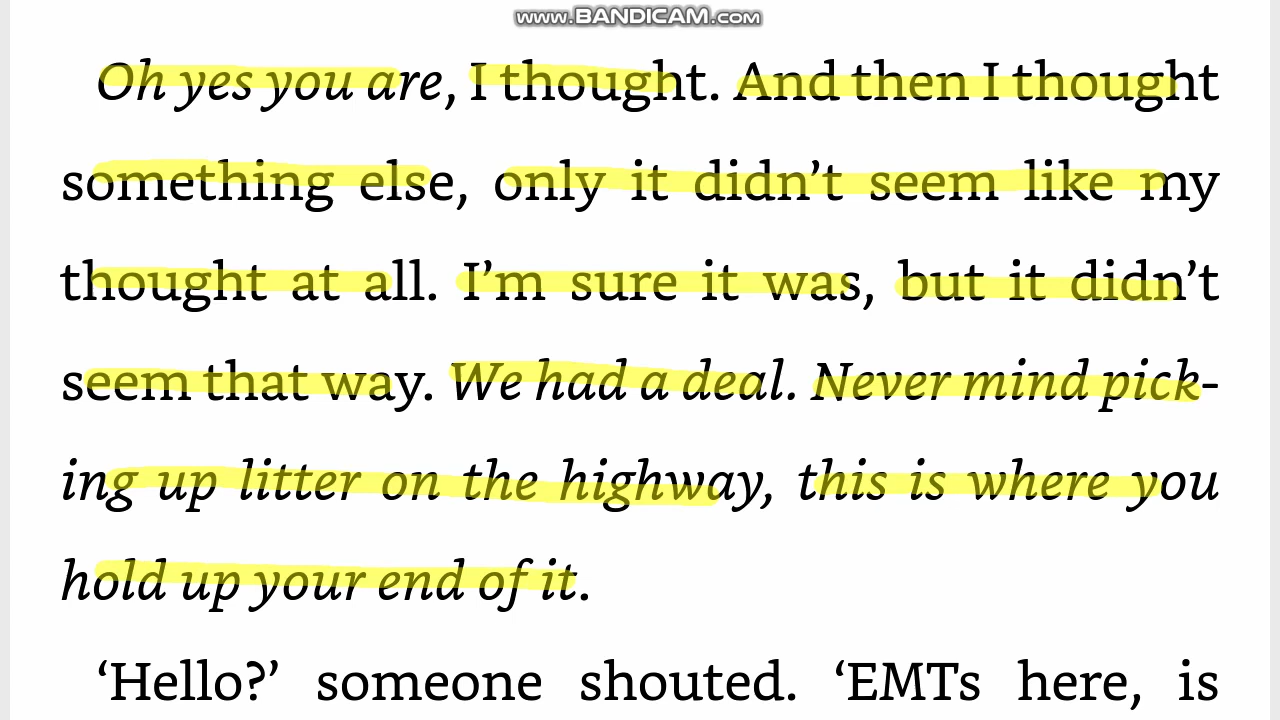 www.BANDICAM.com
Oh yes you are, I thought. And then I thought
something else, only it didn’t seem like my
thought at all. I’m sure it was, but it didn’t
seem that way. We had a deal. Never mind pick-
ing up litter on the highway, this is where you
hold up your end of it.
‘Hello?’ someone shouted. ‘EMTs here, is